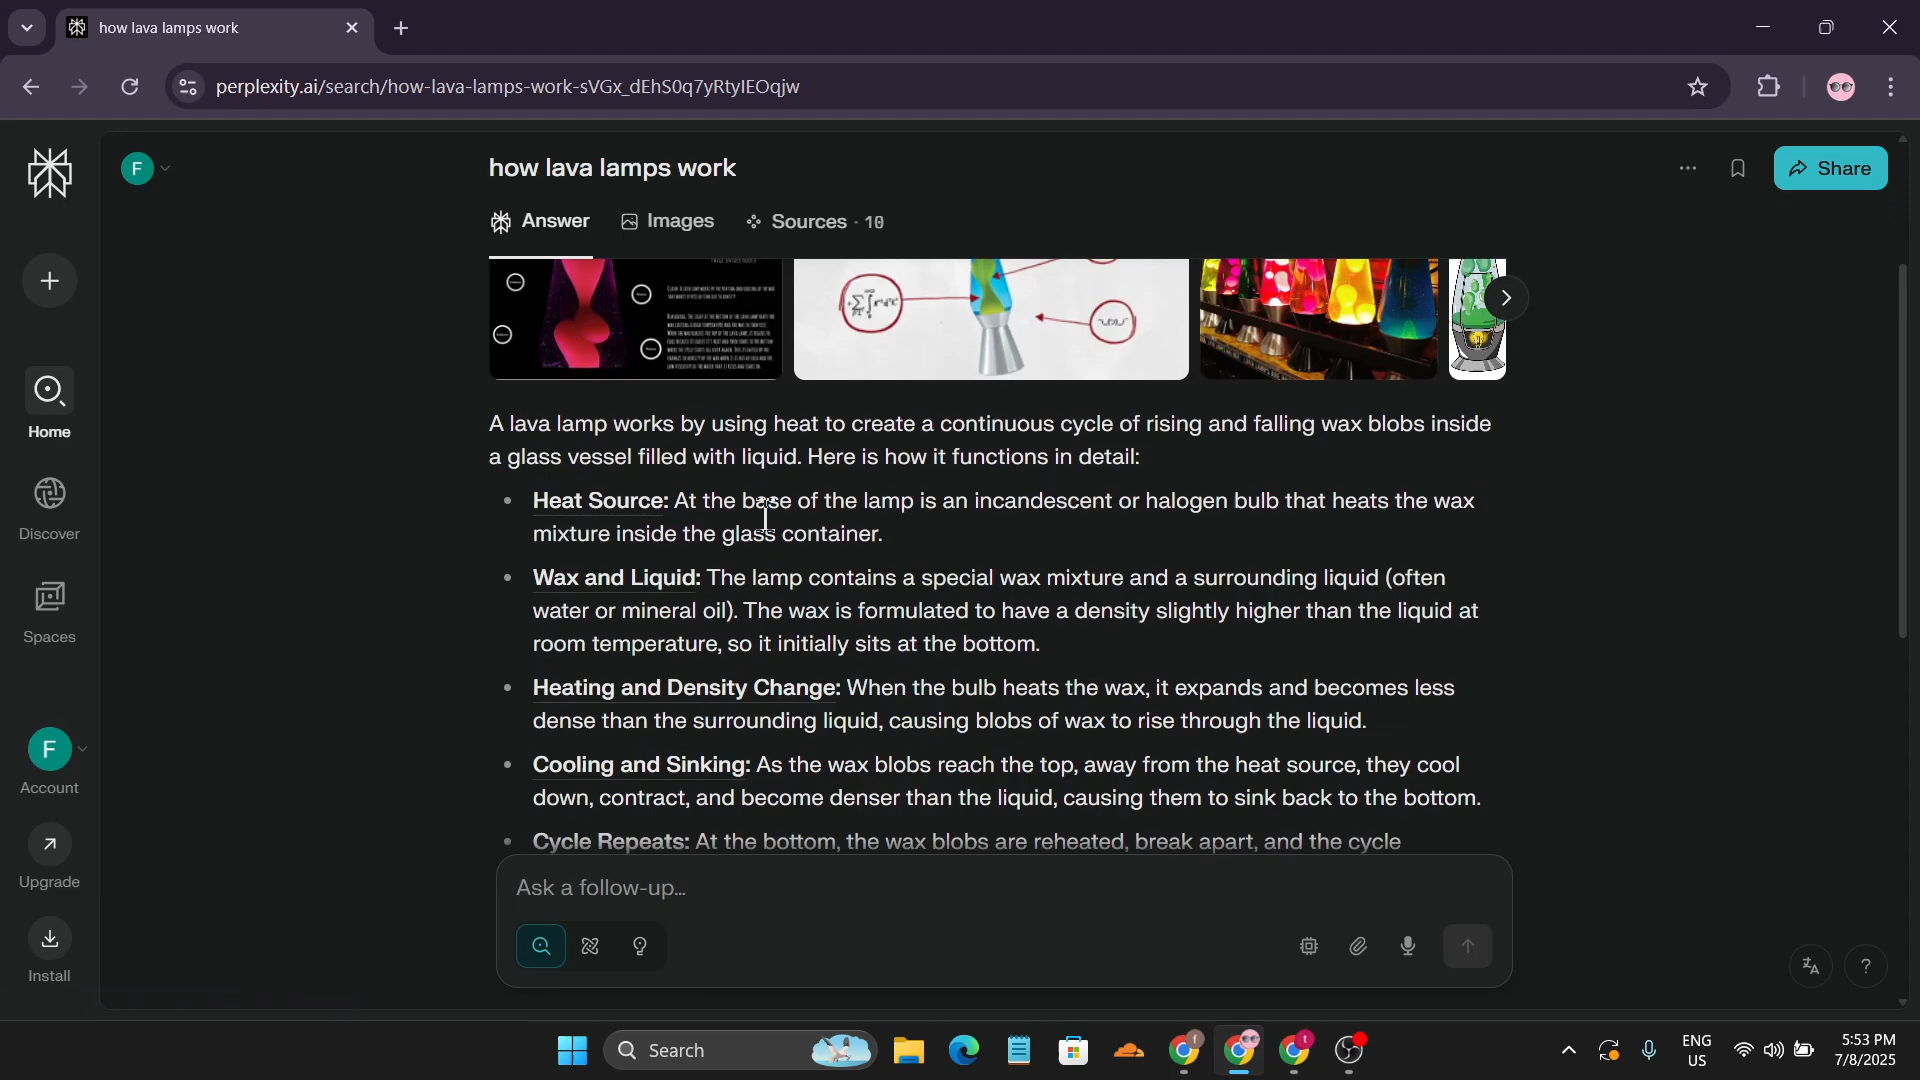 how lava lamps work
perplexity.ai/search/how-lava-lamps-work-sVGx_dEhS0q7yRtyIEOqjw
F
how lava lamps work
Share
Answer
Images
Sources · 10
A lava lamp works by using heat to create a continuous cycle of rising and falling wax blobs inside
a glass vessel filled with liquid. Here is how it functions in detail:
• Heat Source: At the base of the lamp is an incandescent or halogen bulb that heats the wax
mixture inside the glass container.
• Wax and Liquid: The lamp contains a special wax mixture and a surrounding liquid (often
water or mineral oil). The wax is formulated to have a density slightly higher than the liquid at
room temperature, so it initially sits at the bottom.
• Heating and Density Change: When the bulb heats the wax, it expands and becomes less
dense than the surrounding liquid, causing blobs of wax to rise through the liquid.
• Cooling and Sinking: As the wax blobs reach the top, away from the heat source, they cool
down, contract, and become denser than the liquid, causing them to sink back to the bottom.
• Cycle Repeats: At the bottom, the wax blobs are reheated, break apart, and the cycle
Ask a follow-up...
Home
Discover
Spaces
F
Account
Upgrade
Install
?
Search
ENG
US
5:53 PM
7/8/2025